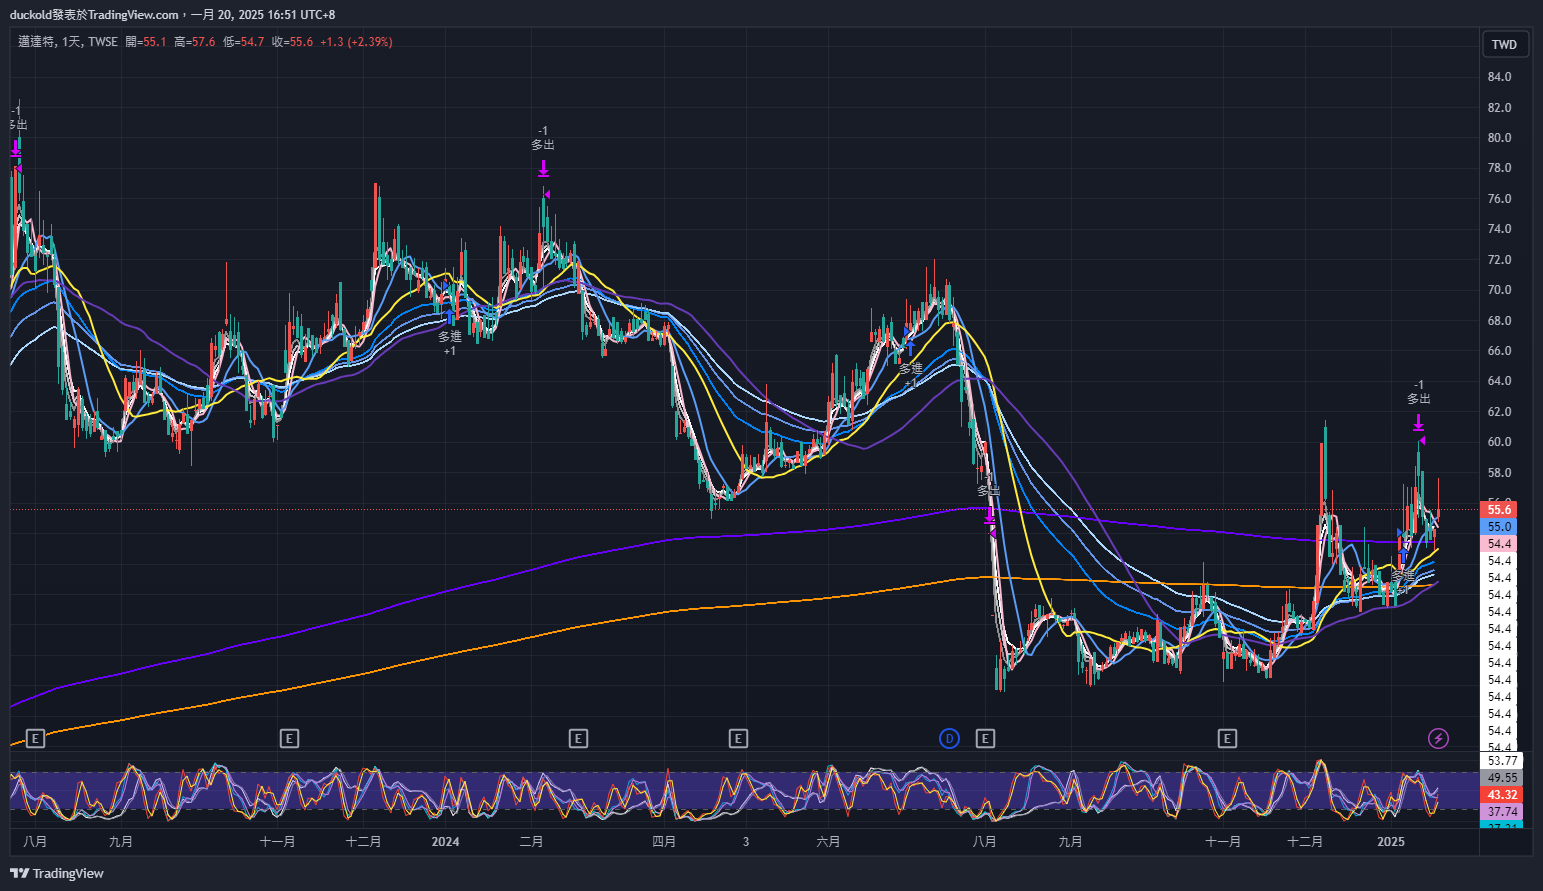 duckold發表於TradingView.com，一月 20, 2025 16:51 UTC+8
邁達特, 1天, TWSE 開=55.1 高=57.6 低=54.7 收=55.6 +1.3 (+2.39%)
TWD
84.0
82.0
80.0
78.0
76.0
74.0
72.0
70.0
68.0
66.0
64.0
62.0
60.0
58.0
56.0
55.6
55.0
54.4
54.4
54.4
54.4
54.4
54.4
54.4
54.4
54.4
54.4
54.4
54.4
54.4
-1
多出
-1
多出
多進
+1
多進
+1
多出
-1
多出
多進
E
E
E
E
D
E
E
53.77
49.55
43.32
37.74
八月
九月
十一月
十二月
2024
二月
四月
3
六月
八月
九月
十一月
十二月
2025
TradingView